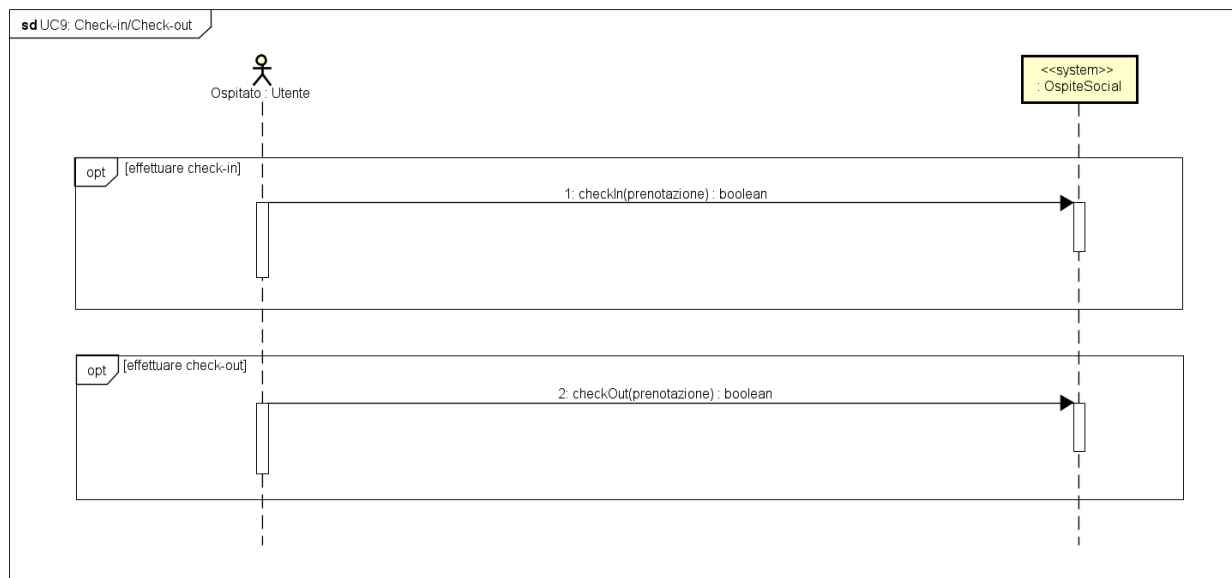 sd UC9: Check-in/Check-out
Ospitato : Utente
<<system>>
: OspiteSocial
opt
[effettuare check-in]
1: checkIn(prenotazione) : boolean
opt
[effettuare check-out]
2: checkOut(prenotazione) : boolean